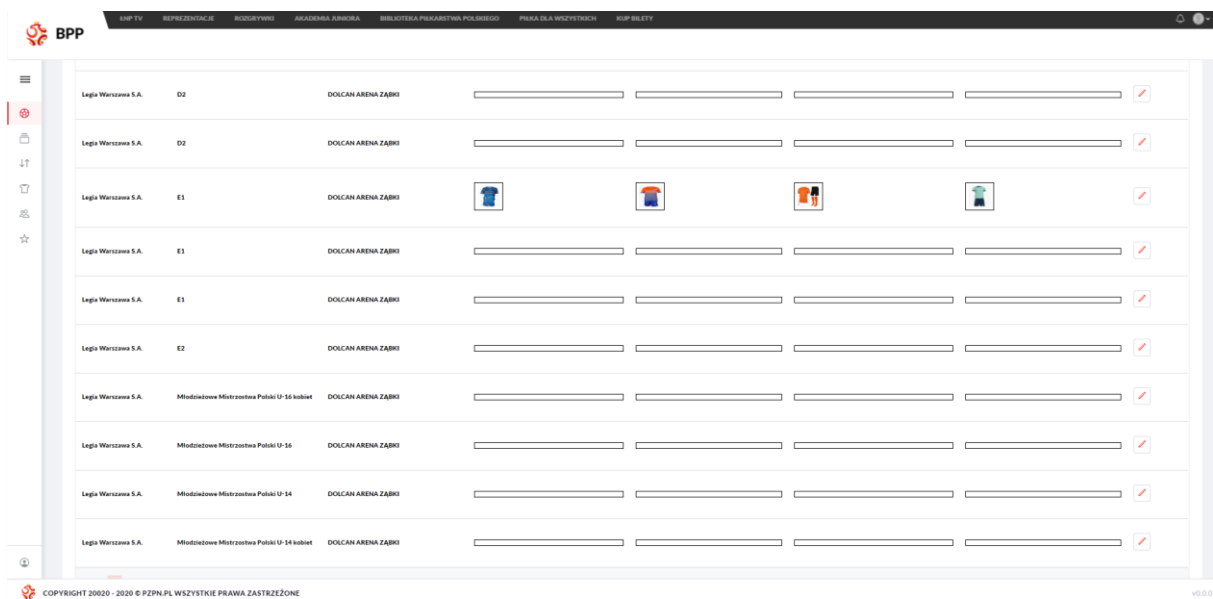 ŁNP TV REPREZENTACJE ROZGRYWKI AKADEMIA JUNIORA BIBLIOTEKA PIŁKARSTWA POLSKIEGO PIŁKA DLA WSZYSTKICH KUP BILETY
BPP
Legia Warszawa S.A. D2 DOLCAN ARENA ZĄBKI
Legia Warszawa S.A. D2 DOLCAN ARENA ZĄBKI
Legia Warszawa S.A. E1 DOLCAN ARENA ZĄBKI
Legia Warszawa S.A. E1 DOLCAN ARENA ZĄBKI
Legia Warszawa S.A. E1 DOLCAN ARENA ZĄBKI
Legia Warszawa S.A. E2 DOLCAN ARENA ZĄBKI
Legia Warszawa S.A. Młodzieżowe Mistrzostwa Polski U-16 kobiet DOLCAN ARENA ZĄBKI
Legia Warszawa S.A. Młodzieżowe Mistrzostwa Polski U-16 DOLCAN ARENA ZĄBKI
Legia Warszawa S.A. Młodzieżowe Mistrzostwa Polski U-14 DOLCAN ARENA ZĄBKI
Legia Warszawa S.A. Młodzieżowe Mistrzostwa Polski U-14 kobiet DOLCAN ARENA ZĄBKI
COPYRIGHT 20020 - 2020 © PZPN.PL WSZYSTKIE PRAWA ZASTRZEŻONE v0.0.0